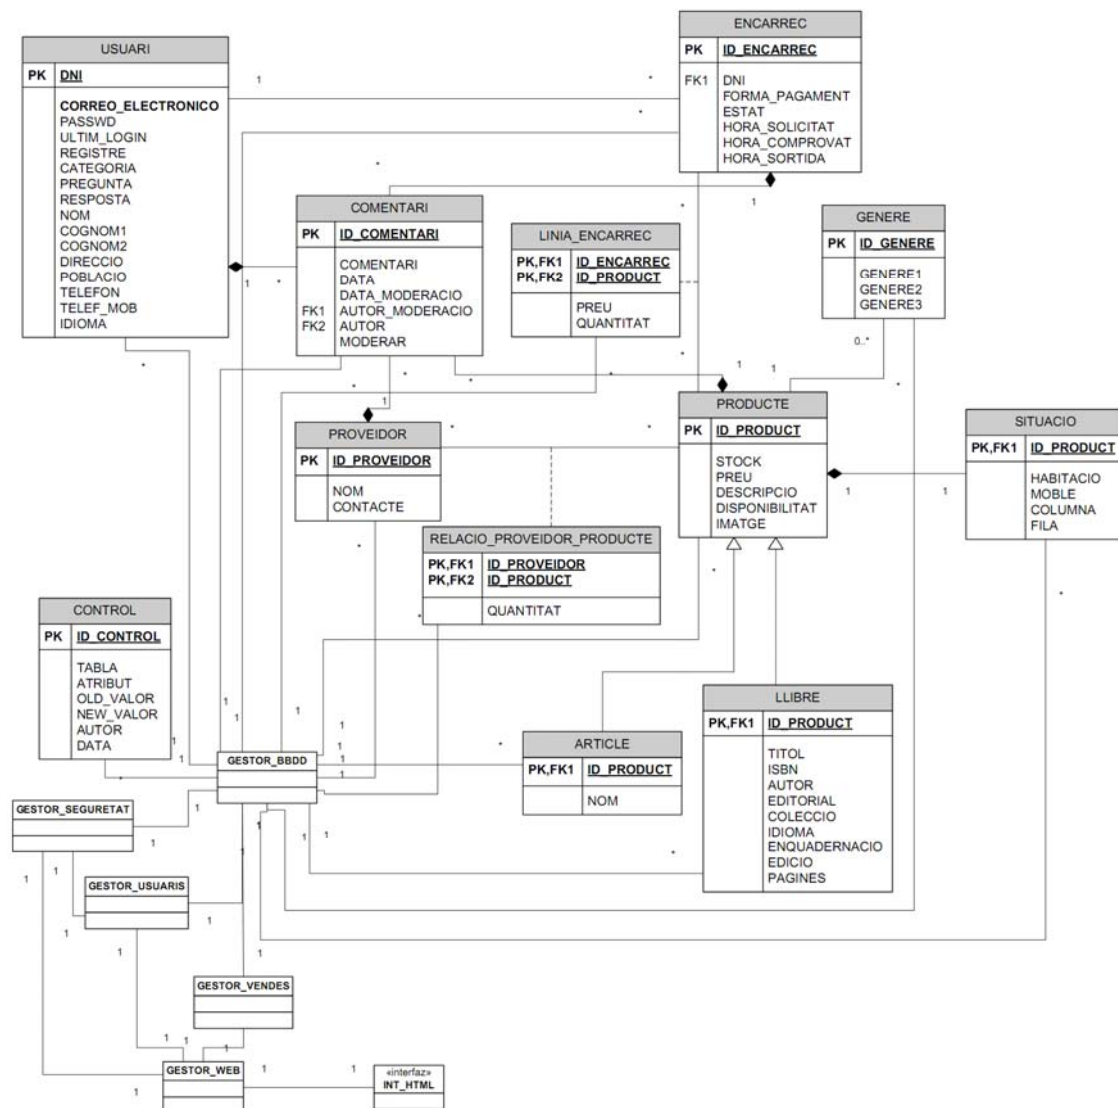 USUARI
PK DNI
CORREO_ELECTRONICO
PASSWD
ULTIM_LOGIN
REGISTRE
CATEGORIA
PREGUNTA
RESPOSTA
NOM
COGNOM1
COGNOM2
DIRECCIO
POBLACIO
TELEFON
TELEF_MOB
IDIOMA
ENCARREC
PK ID_ENCARREC
FK1 DNI
FORMA_PAGAMENT
ESTAT
HORA_SOLICITAT
HORA_COMPROVAT
HORA_SORTIDA
COMENTARI
PK ID_COMENTARI
COMENTARI
DATA
DATA_MODERACIO
FK1 AUTOR_MODERACIO
FK2 AUTOR
MODERAR
LINIA_ENCARREC
PK,FK1 ID_ENCARREC
PK,FK2 ID_PRODUCT
PREU
QUANTITAT
GENERE
PK ID_GENERE
GENERE1
GENERE2
GENERE3
0..*
PROVEIDOR
PK ID_PROVEIDOR
NOM
CONTACTE
PRODUCTE
PK ID_PRODUCT
STOCK
PREU
DESCRIPCIO
DISPONIBILITAT
IMATGE
SITUACIO
PK,FK1 ID_PRODUCT
HABITACIO
MOBLE
COLUMNA
FILA
RELACIO_PROVEIDOR_PRODUCTE
PK,FK1 ID_PROVEIDOR
PK,FK2 ID_PRODUCT
QUANTITAT
CONTROL
PK ID_CONTROL
TABLA
ATRIBUT
OLD_VALOR
NEW_VALOR
AUTOR
DATA
LLIBRE
PK,FK1 ID_PRODUCT
TITOL
ISBN
AUTOR
EDITORIAL
COLECCIO
IDIOMA
ENQUADERNACIO
EDICIO
PAGINES
ARTICLE
PK,FK1 ID_PRODUCT
NOM
GESTOR_BBDD
GESTOR_SEGURETAT
GESTOR_USUARIS
GESTOR_VENDES
GESTOR_WEB
«interfaz»
INT_HTML